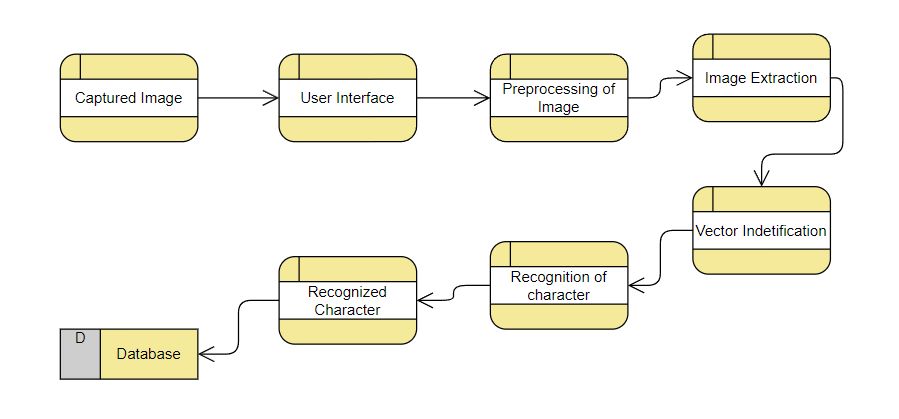 Captured Image
User Interface
Preprocessing of
Image
Image Extraction
Vector Indetification
Recognition of
character
Recognized
Character
D
Database